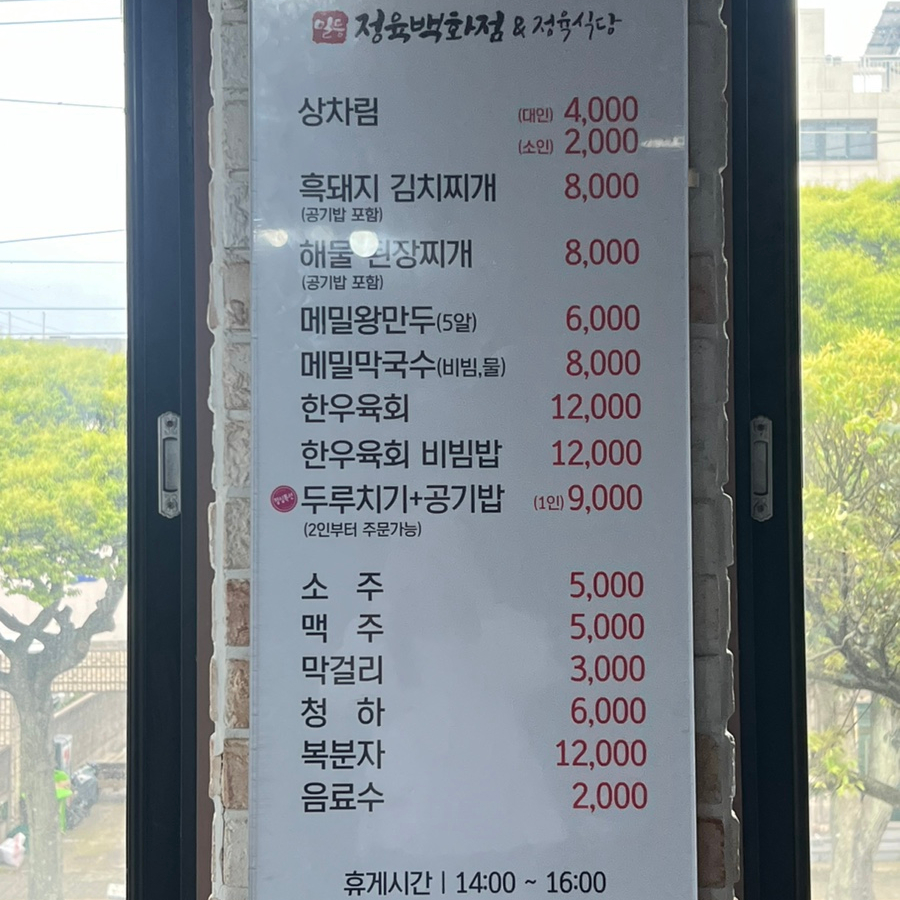 일등 정육백화점 & 정육식당
상차림 (대인) 4,000
(소인) 2,000
흑돼지 김치찌개 8,000
(공기밥 포함)
해물 된장찌개 8,000
(공기밥 포함)
메밀왕만두(5알) 6,000
메밀막국수(비빔,물) 8,000
한우육회 12,000
한우육회 비빔밥 12,000
두루치기+공기밥 (1인) 9,000
(2인부터 주문가능)
소 주 5,000
맥 주 5,000
막걸리 3,000
청 하 6,000
복분자 12,000
음료수 2,000
휴게시간 | 14:00 ~ 16:00